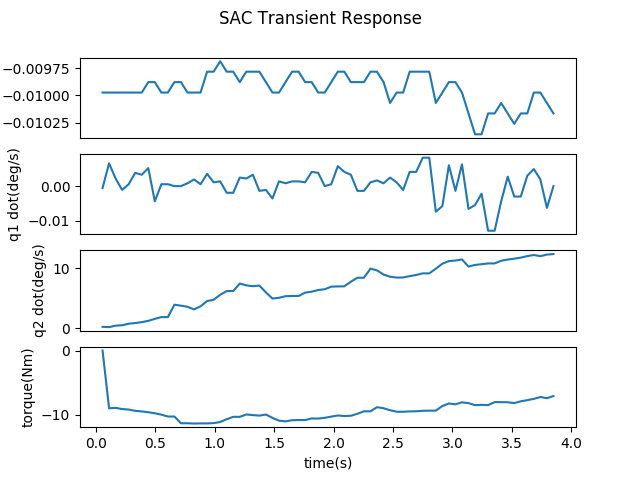 SAC Transient Response
−0.00975
−0.01000
−0.01025
q1 dot(deg/s)
0.00
−0.01
q2 dot(deg/s)
10
0
torque(Nm)
0
−10
0.0 0.5 1.0 1.5 2.0 2.5 3.0 3.5 4.0
time(s)